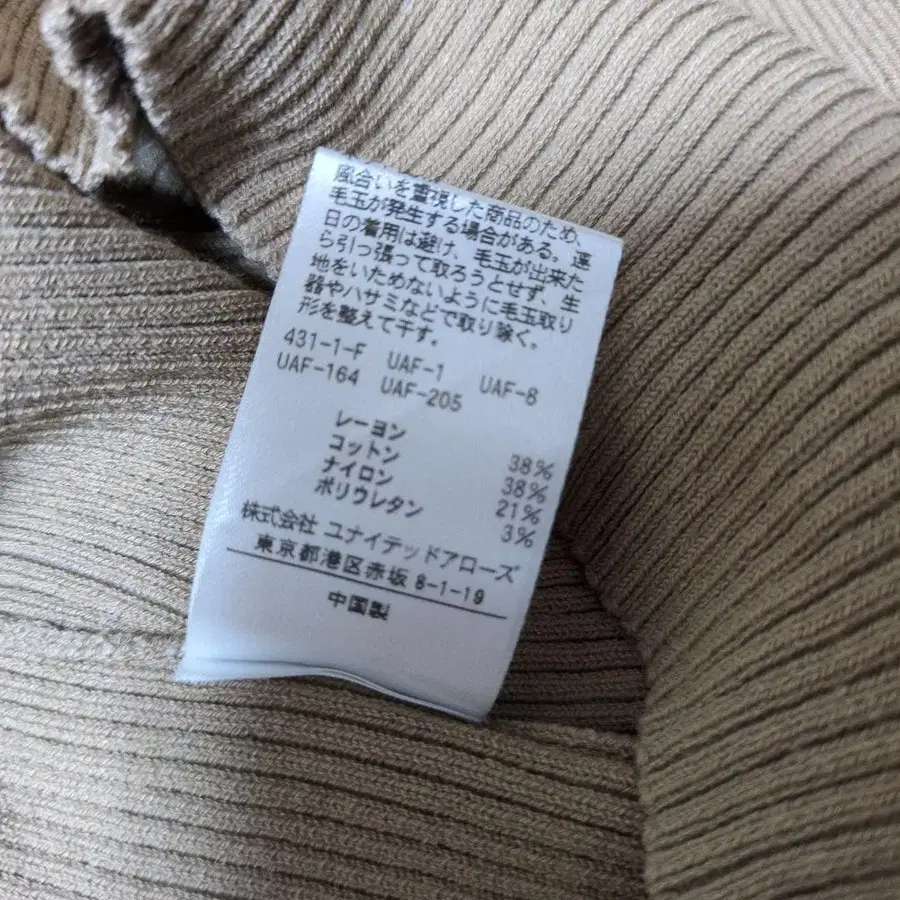 風合いを重視した商品のため、
毛玉が発生する場合がある。連
日の着用は避け、毛玉が出来た
ら引っ張って取ろうとせず、生
地をいためないように毛玉取り
器やハサミなどで取り除く。
形を整えて干す。
431-1-F UAF-1 UAF-8
UAF-164 UAF-205
レーヨン 38%
コットン 38%
ナイロン 21%
ポリウレタン 3%
株式会社 ユナイテッドアローズ
東京都港区赤坂 8-1-19
中国製